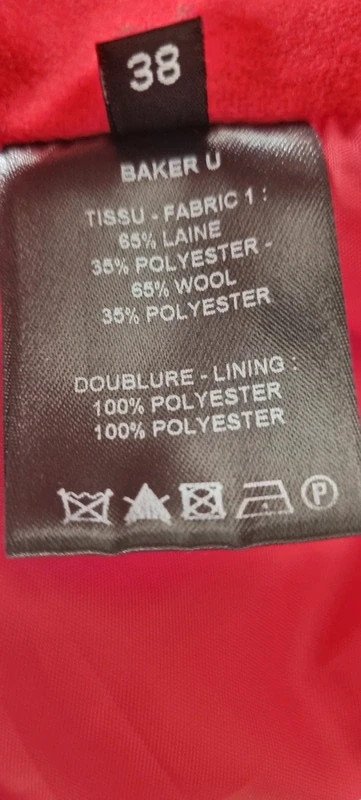 38
BAKER U
TISSU - FABRIC 1 :
65% LAINE
35% POLYESTER -
65% WOOL
35% POLYESTER
DOUBLURE - LINING :
100% POLYESTER
100% POLYESTER
P